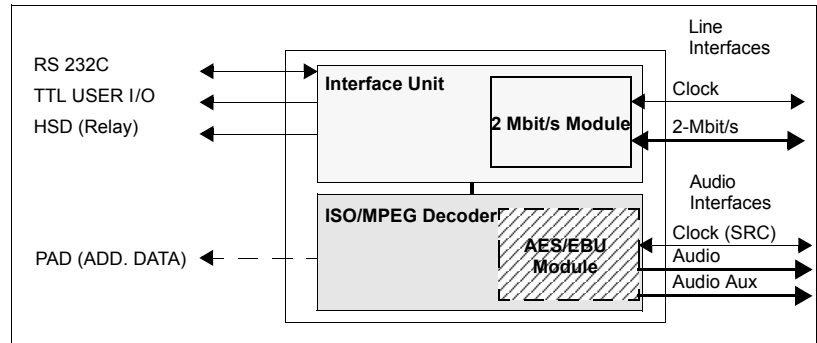 Line
Interfaces
RS 232C
TTL USER I/O
HSD (Relay)
Interface Unit
2 Mbit/s Module
Clock
2-Mbit/s
Audio
Interfaces
ISO/MPEG Decoder
AES/EBU
Module
PAD (ADD. DATA)
Clock (SRC)
Audio
Audio Aux